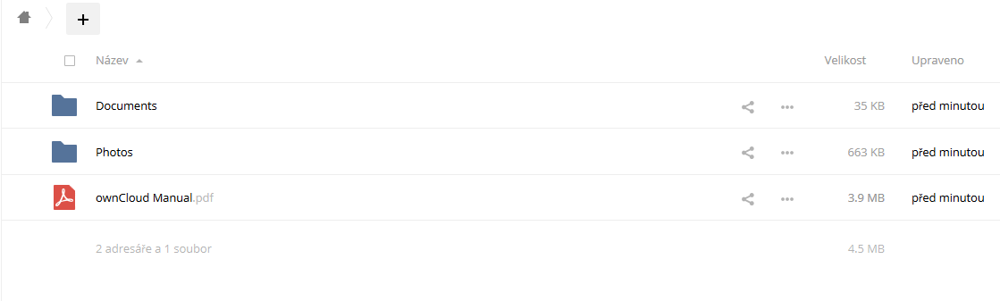 Název Velikost Upraveno
Documents 35 KB před minutou
Photos 663 KB před minutou
ownCloud Manual.pdf 3.9 MB před minutou
2 adresáře a 1 soubor 4.5 MB